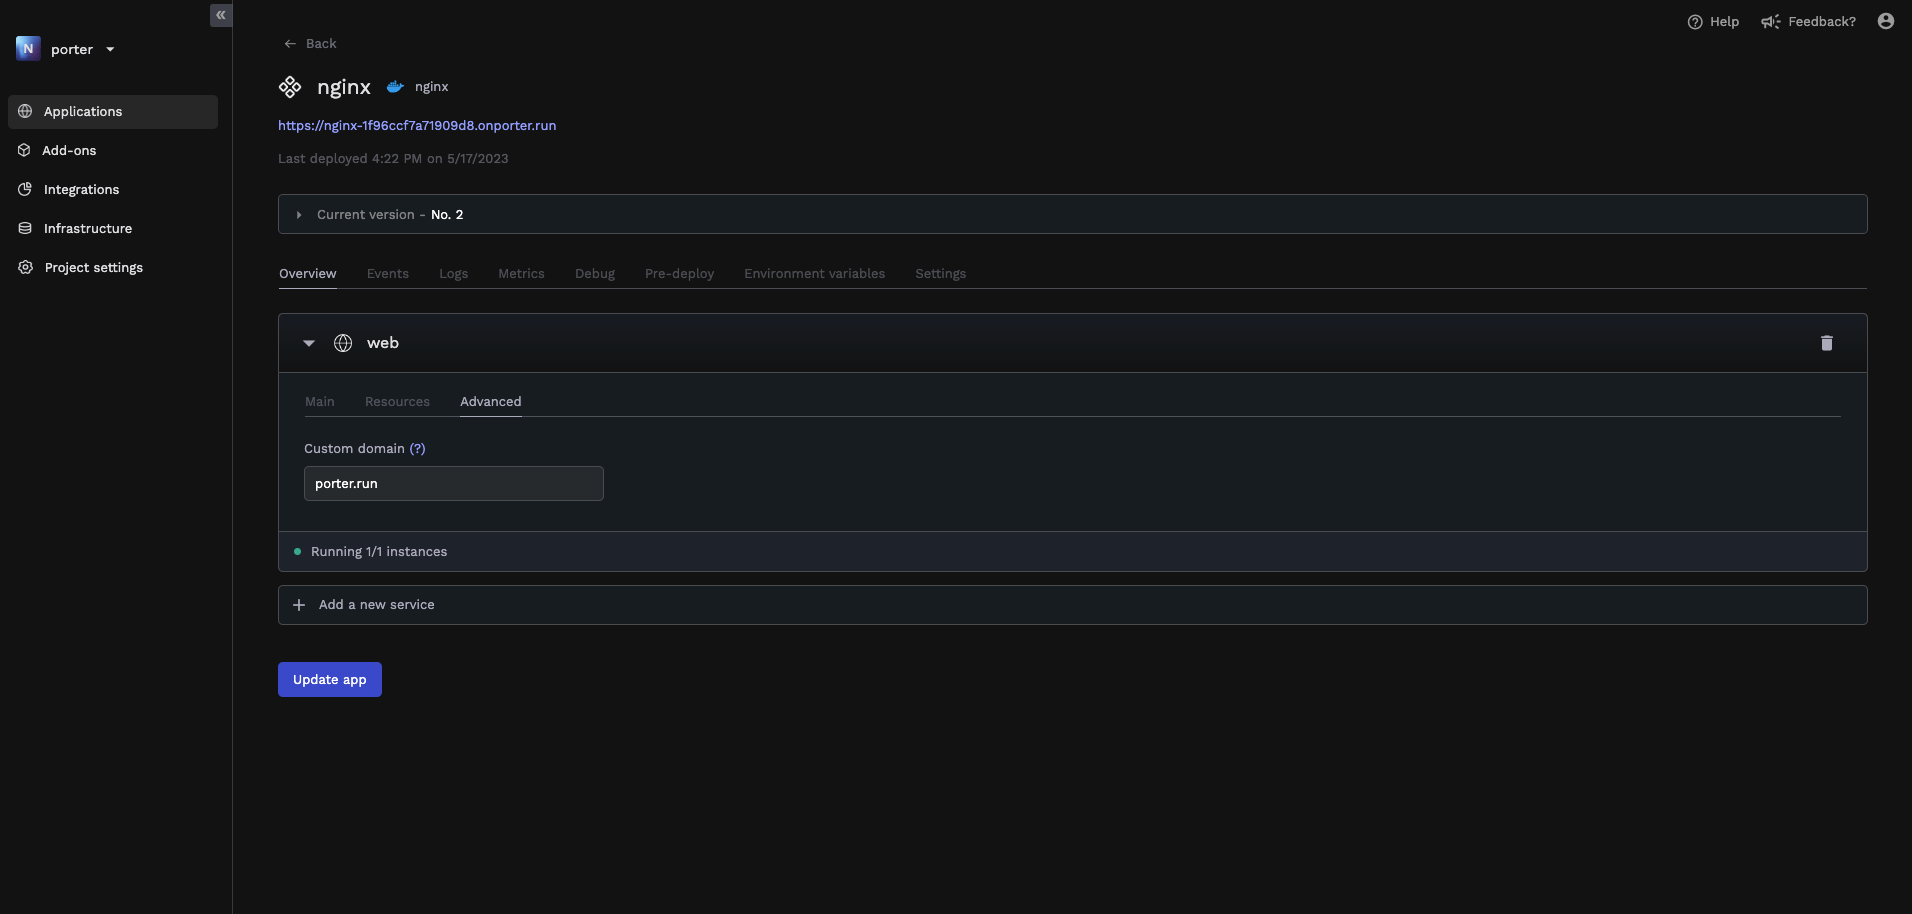 «
N porter
Applications
Add-ons
Integrations
Infrastructure
Project settings
Help Feedback?
← Back
nginx nginx
https://nginx-1f96ccf7a71909d8.onporter.run
Last deployed 4:22 PM on 5/17/2023
Current version - No. 2
Overview Events Logs Metrics Debug Pre-deploy Environment variables Settings
web
Main Resources Advanced
Custom domain (?)
porter.run
Running 1/1 instances
+ Add a new service
Update app